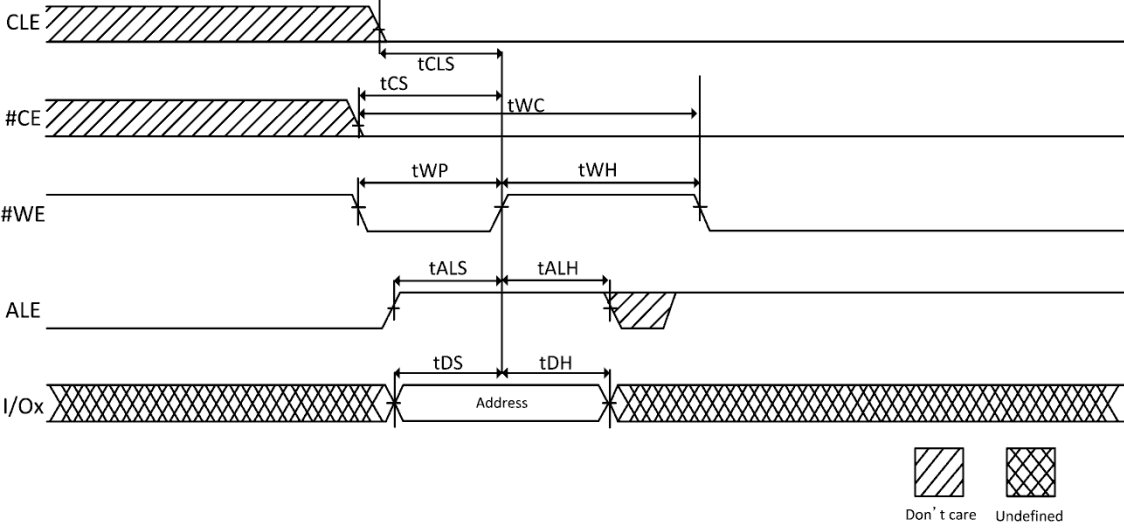 CLE
tCLS
tCS
#CE
tWC
tWP
tWH
#WE
tALS
tALH
ALE
tDS
tDH
I/Ox
Address
Don’t care
Undefined